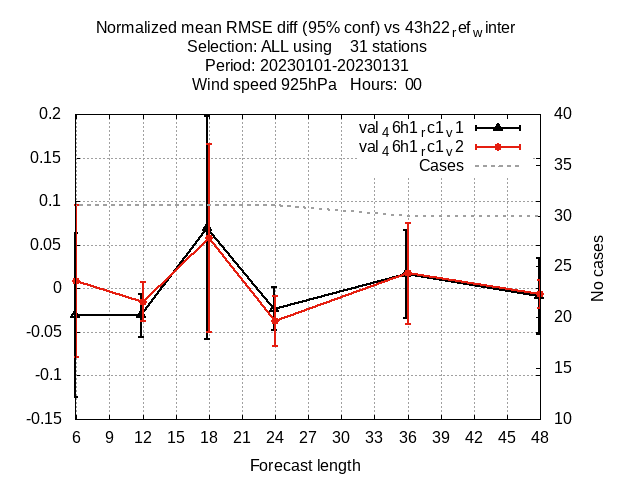 Normalized mean RMSE diff (95% conf) vs 43h22refwinter
Selection: ALL using 31 stations
Period: 20230101-20230131
Wind speed 925hPa Hours: 00
0.2 40
val46h1rc1v1
val46h1rc1v2
0.15 Cases 35
0.1 30
0.05 25
0
-0.05 20
-0.1 15
-0.15 10
No cases
6 9 12 15 18 21 24 27 30 33 36 39 42 45 48
Forecast length